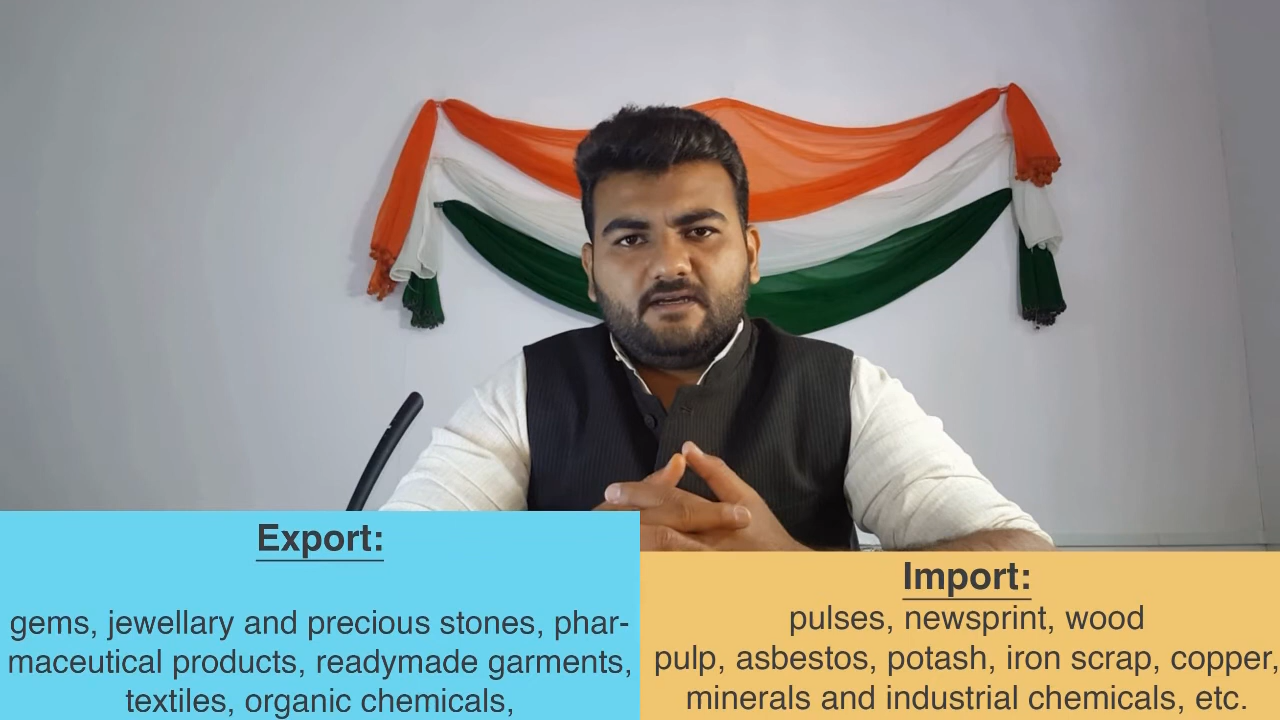 Export:
gems, jewellary and precious stones, phar-
maceutical products, readymade garments,
textiles, organic chemicals,
Import:
pulses, newsprint, wood
pulp, asbestos, potash, iron scrap, copper,
minerals and industrial chemicals, etc.